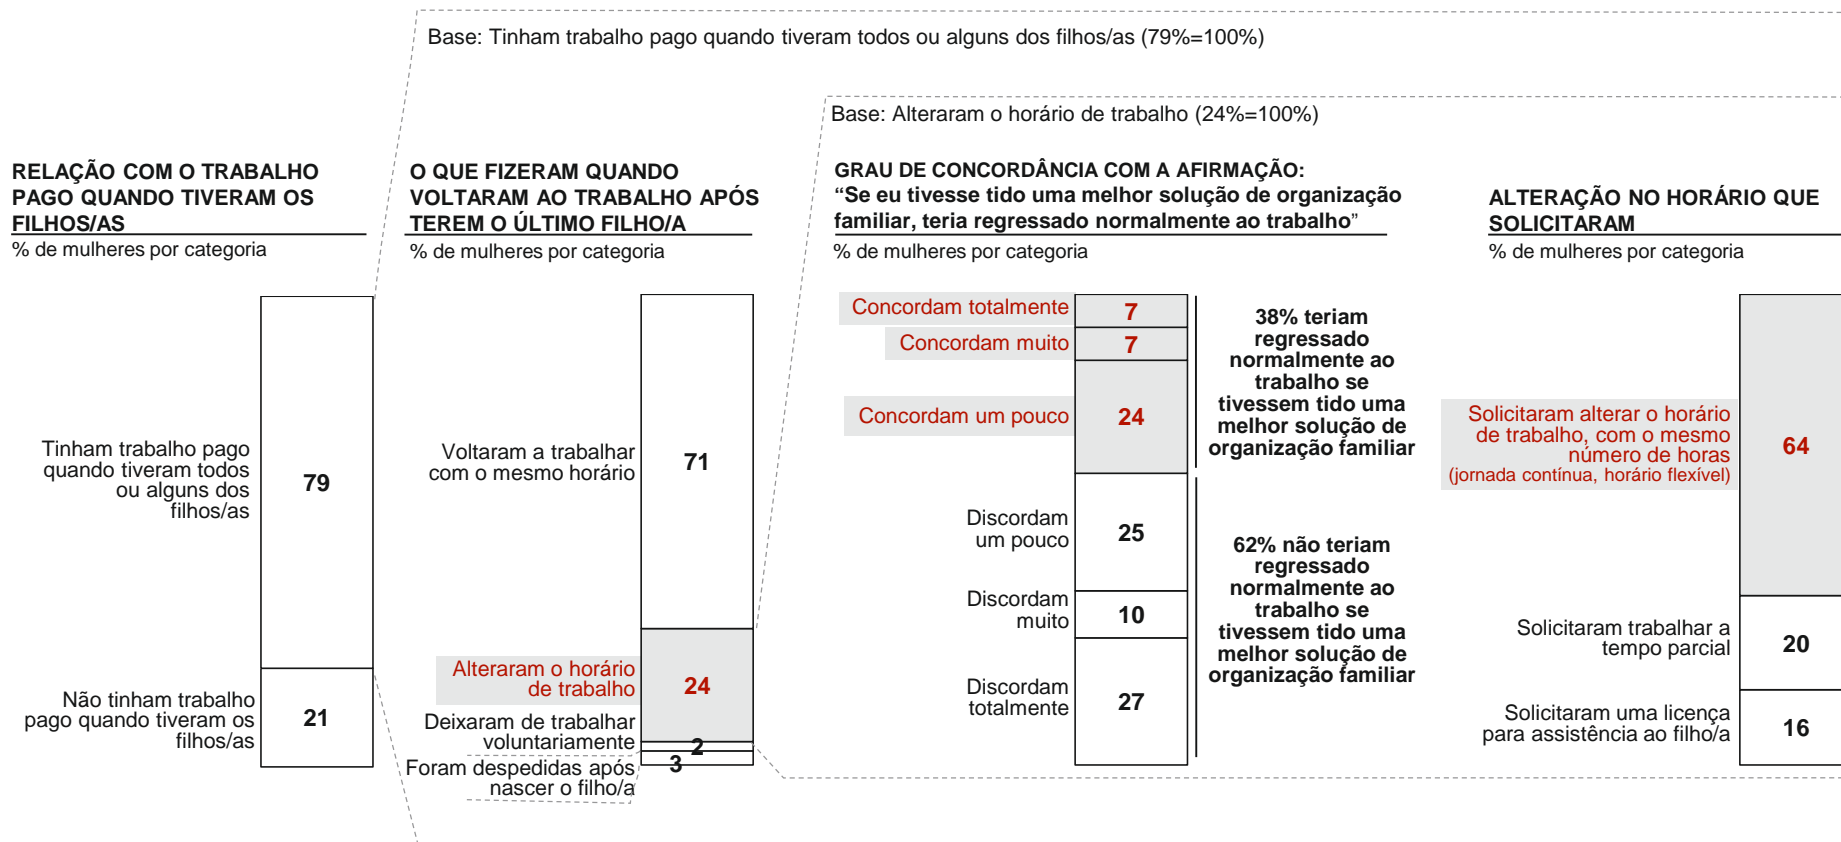 Base: Tinham trabalho pago quando tiveram todos ou alguns dos filhos/as (79%=100%)
Base: Alteraram o horário de trabalho (24%=100%)
RELAÇÃO COM O TRABALHO
PAGO QUANDO TIVERAM OS
FILHOS/AS
% de mulheres por categoria
Tinham trabalho pago
quando tiveram todos
ou alguns dos
filhos/as
79
Não tinham trabalho
pago quando tiveram os
filhos/as
21
O QUE FIZERAM QUANDO
VOLTARAM AO TRABALHO APÓS
TEREM O ÚLTIMO FILHO/A
% de mulheres por categoria
Voltaram a trabalhar
com o mesmo horário
71
Alteraram o horário
de trabalho
24
Deixaram de trabalhar
voluntariamente
2
Foram despedidas após
nascer o filho/a
3
GRAU DE CONCORDÂNCIA COM A AFIRMAÇÃO:
“Se eu tivesse tido uma melhor solução de organização
familiar, teria regressado normalmente ao trabalho”
% de mulheres por categoria
Concordam totalmente
7
Concordam muito
7
Concordam um pouco
24
Discordam
um pouco
25
Discordam
muito
10
Discordam
totalmente
27
38% teriam
regressado
normalmente ao
trabalho se
tivessem tido uma
melhor solução de
organização familiar
62% não teriam
regressado
normalmente ao
trabalho se
tivessem tido uma
melhor solução de
organização familiar
ALTERAÇÃO NO HORÁRIO QUE
SOLICITARAM
% de mulheres por categoria
Solicitaram alterar o horário
de trabalho, com o mesmo
número de horas
(jornada contínua, horário flexível)
64
Solicitaram trabalhar a
tempo parcial
20
Solicitaram uma licença
para assistência ao filho/a
16